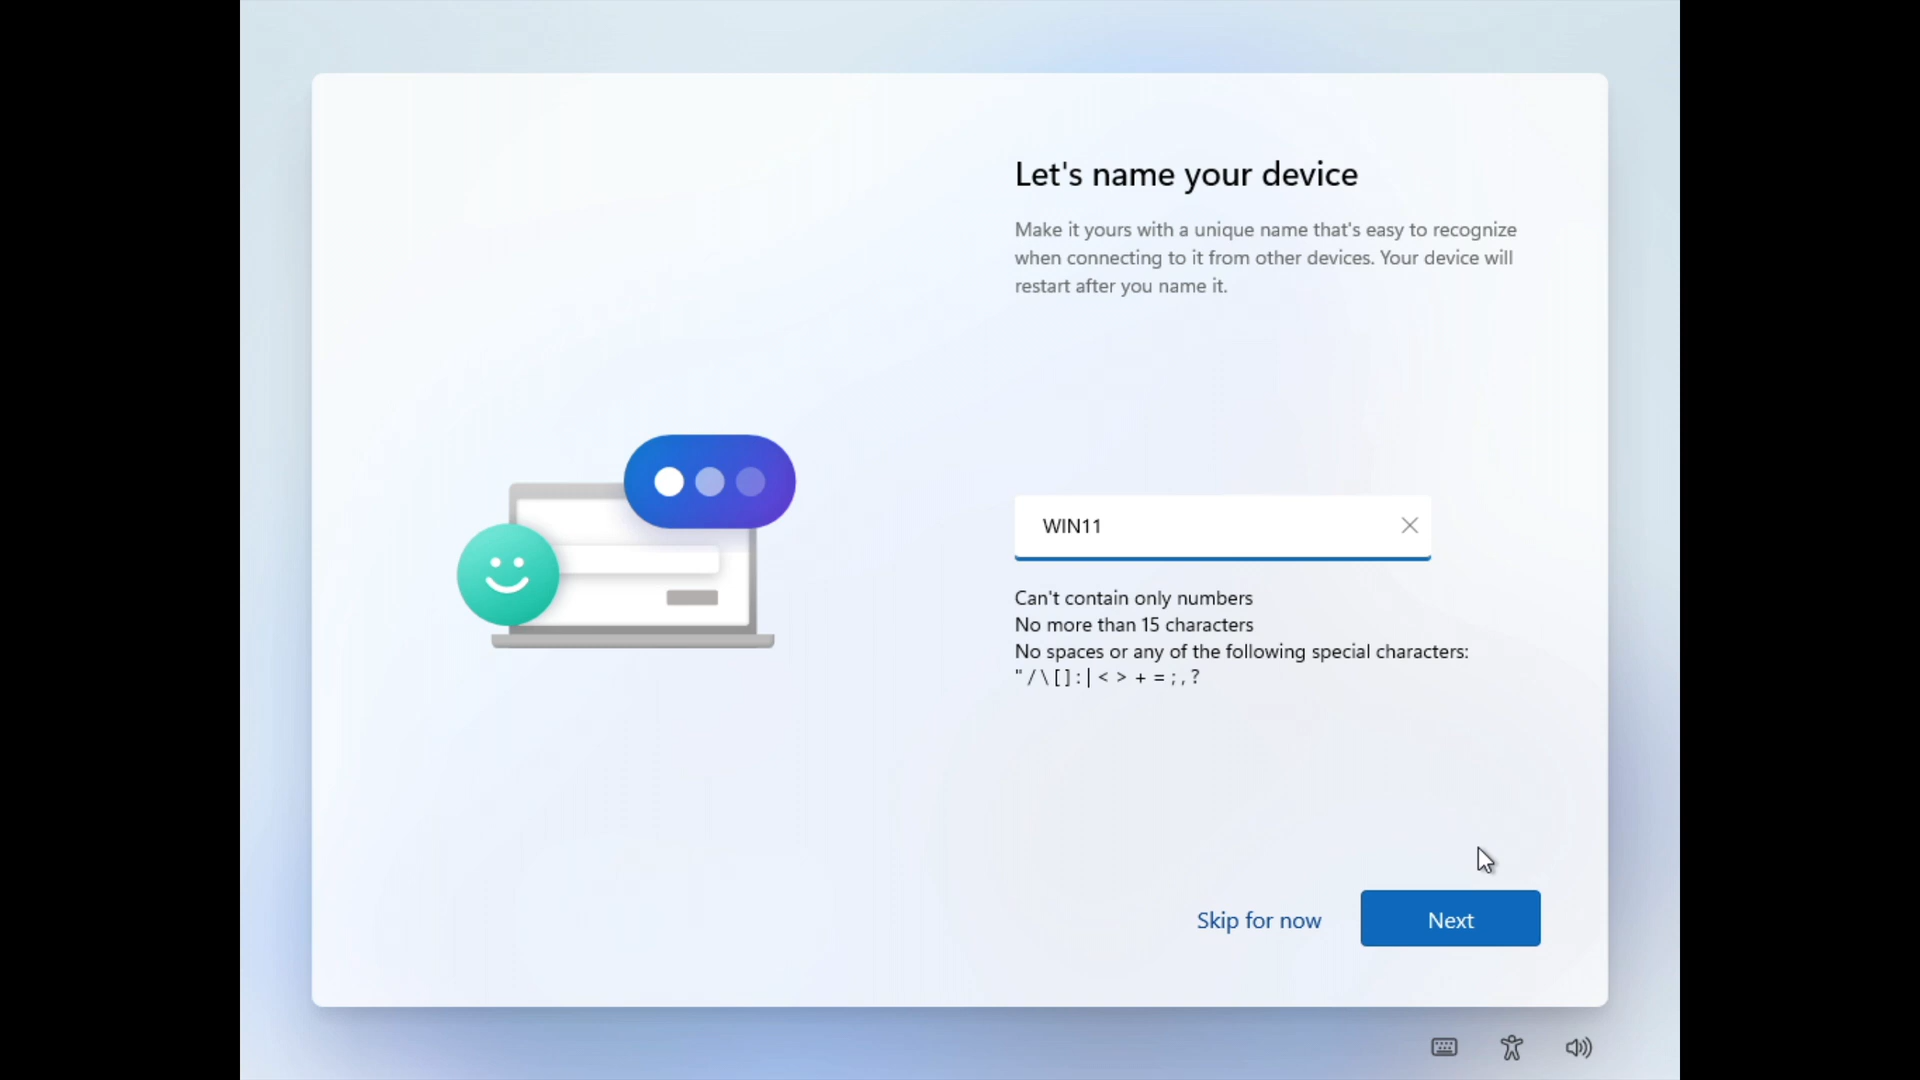 Let's name your device
Make it yours with a unique name that's easy to recognize
when connecting to it from other devices. Your device will
restart after you name it.
WIN11
Can't contain only numbers
No more than 15 characters
No spaces or any of the following special characters:
" / \ [ ] : | < > + = ; , ?
Skip for now
Next